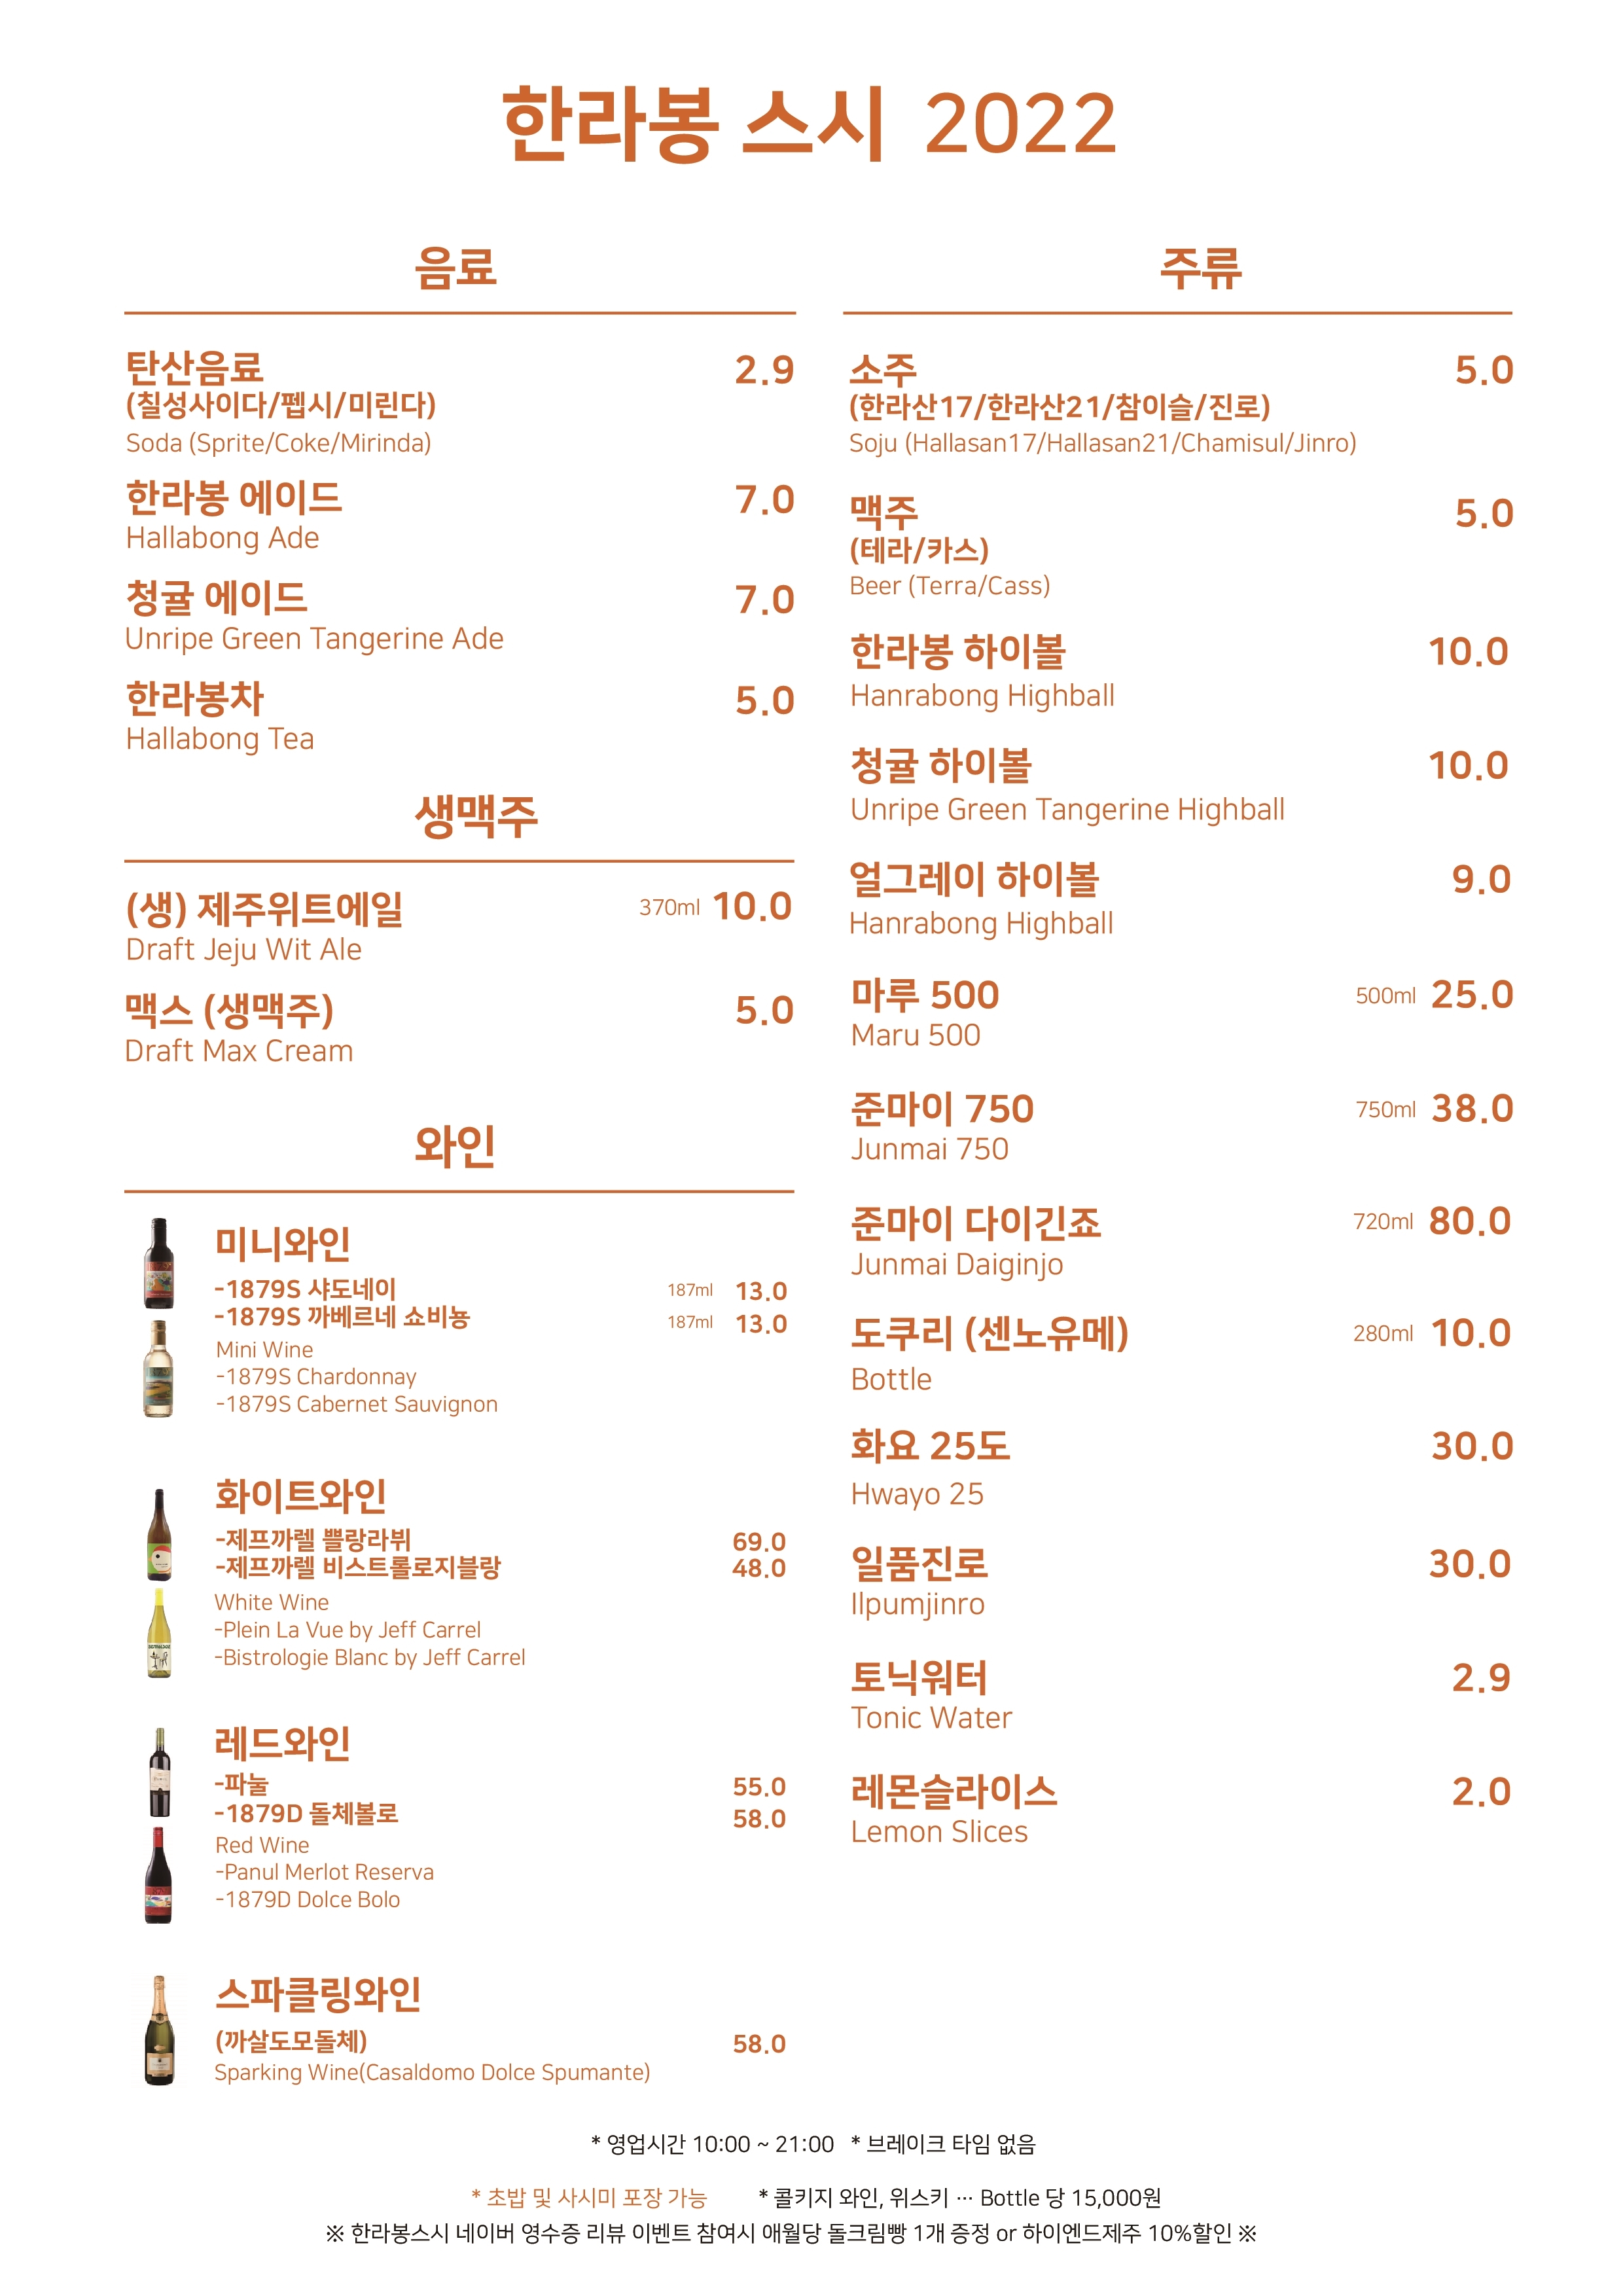 한라봉 스시 2022
음료
탄산음료 2.9
(칠성사이다/펩시/미린다)
Soda (Sprite/Coke/Mirinda)
한라봉 에이드 7.0
Hallabong Ade
청귤 에이드 7.0
Unripe Green Tangerine Ade
한라봉차 5.0
Hallabong Tea
생맥주
(생) 제주위트에일 370ml 10.0
Draft Jeju Wit Ale
맥스 (생맥주) 5.0
Draft Max Cream
와인
미니와인
-1879S 샤도네이 187ml 13.0
-1879S 까베르네 쇼비뇽 187ml 13.0
Mini Wine
-1879S Chardonnay
-1879S Cabernet Sauvignon
화이트와인
-제프까렐 쁠랑라뷔 69.0
-제프까렐 비스트롤로지블랑 48.0
White Wine
-Plein La Vue by Jeff Carrel
-Bistrologie Blanc by Jeff Carrel
레드와인
-파눌 55.0
-1879D 돌체볼로 58.0
Red Wine
-Panul Merlot Reserva
-1879D Dolce Bolo
스파클링와인
(까살도모돌체) 58.0
Sparking Wine(Casaldomo Dolce Spumante)
주류
소주 5.0
(한라산17/한라산21/참이슬/진로)
Soju (Hallasan17/Hallasan21/Chamisul/Jinro)
맥주 5.0
(테라/카스)
Beer (Terra/Cass)
한라봉 하이볼 10.0
Hanrabong Highball
청귤 하이볼 10.0
Unripe Green Tangerine Highball
얼그레이 하이볼 9.0
Hanrabong Highball
마루 500 500ml 25.0
Maru 500
준마이 750 750ml 38.0
Junmai 750
준마이 다이긴죠 720ml 80.0
Junmai Daiginjo
도쿠리 (센노유메) 280ml 10.0
Bottle
화요 25도 30.0
Hwayo 25
일품진로 30.0
Ilpumjinro
토닉워터 2.9
Tonic Water
레몬슬라이스 2.0
Lemon Slices
* 영업시간 10:00 ~ 21:00 * 브레이크 타임 없음
* 초밥 및 사시미 포장 가능 * 콜키지 와인, 위스키 … Bottle 당 15,000원
※ 한라봉스시 네이버 영수증 리뷰 이벤트 참여시 애월당 돌크림빵 1개 증정 or 하이엔드제주 10%할인 ※